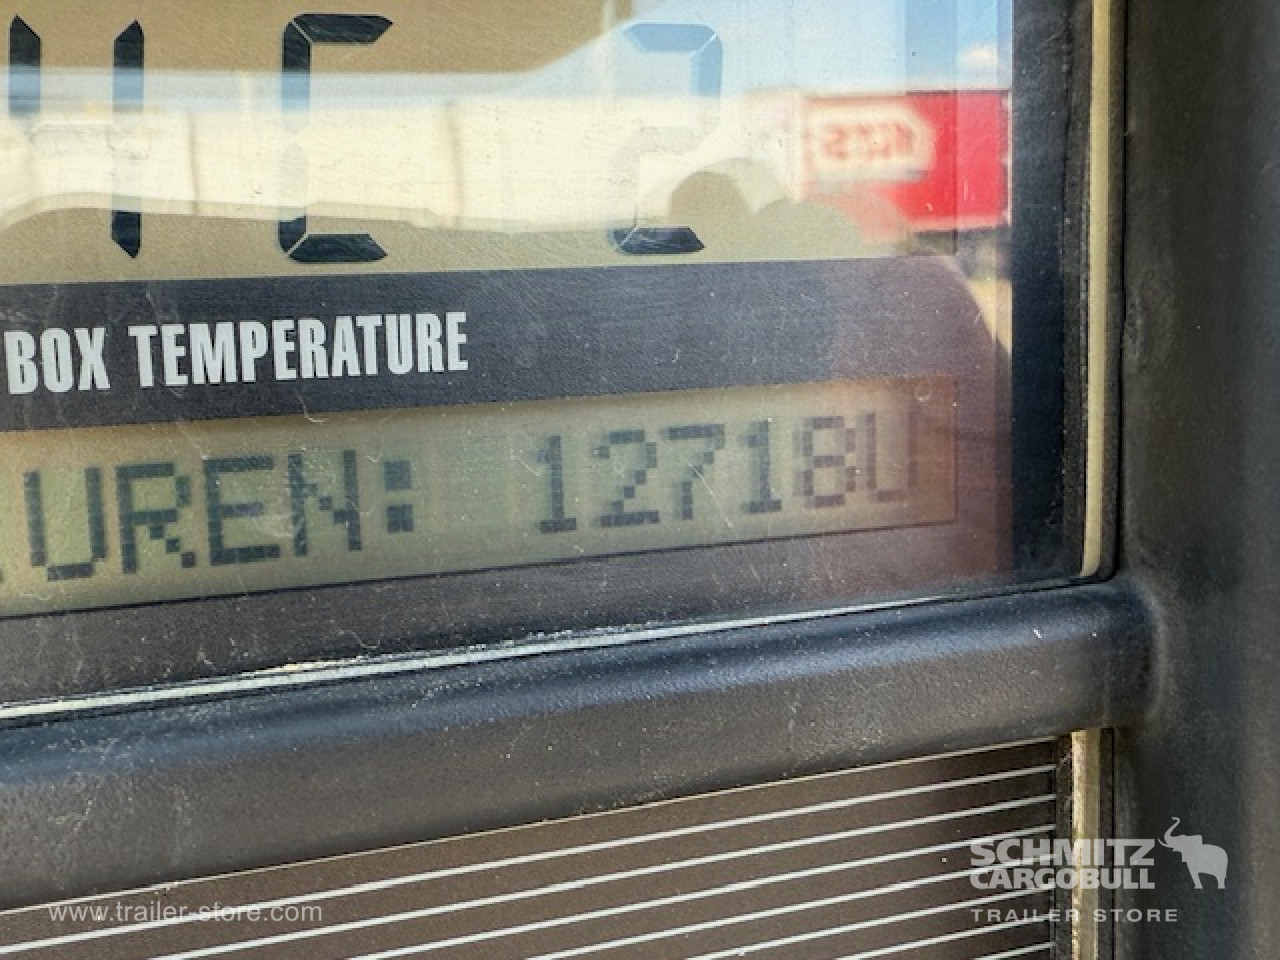 BOX TEMPERATURE
UREN: 12718U
SCHMITZ
CARGOBULL
www.trailer-store.com
TRAILER STORE